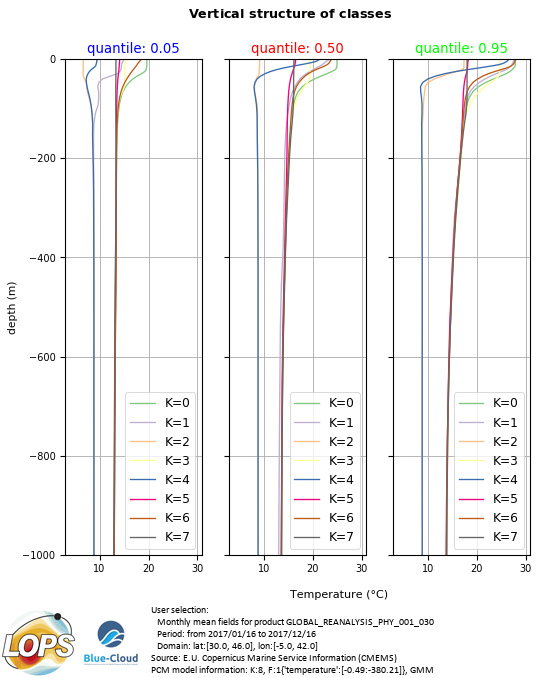 Vertical structure of classes
quantile: 0.05
quantile: 0.50
quantile: 0.95
0
−200
−400
−600
−800
−1000
depth (m)
10 20 30
10 20 30
10 20 30
K=0
K=1
K=2
K=3
K=4
K=5
K=6
K=7
K=0
K=1
K=2
K=3
K=4
K=5
K=6
K=7
K=0
K=1
K=2
K=3
K=4
K=5
K=6
K=7
Temperature (°C)
LOPS
Blue-Cloud
User selection:
Monthly mean fields for product GLOBAL_REANALYSIS_PHY_001_030
Period: from 2017/01/16 to 2017/12/16
Domain: lat:[30.0, 46.0], lon:[-5.0, 42.0]
Source: E.U. Copernicus Marine Service Information (CMEMS)
PCM model information: K:8, F:1{'temperature':[-0.49:-380.21]}, GMM